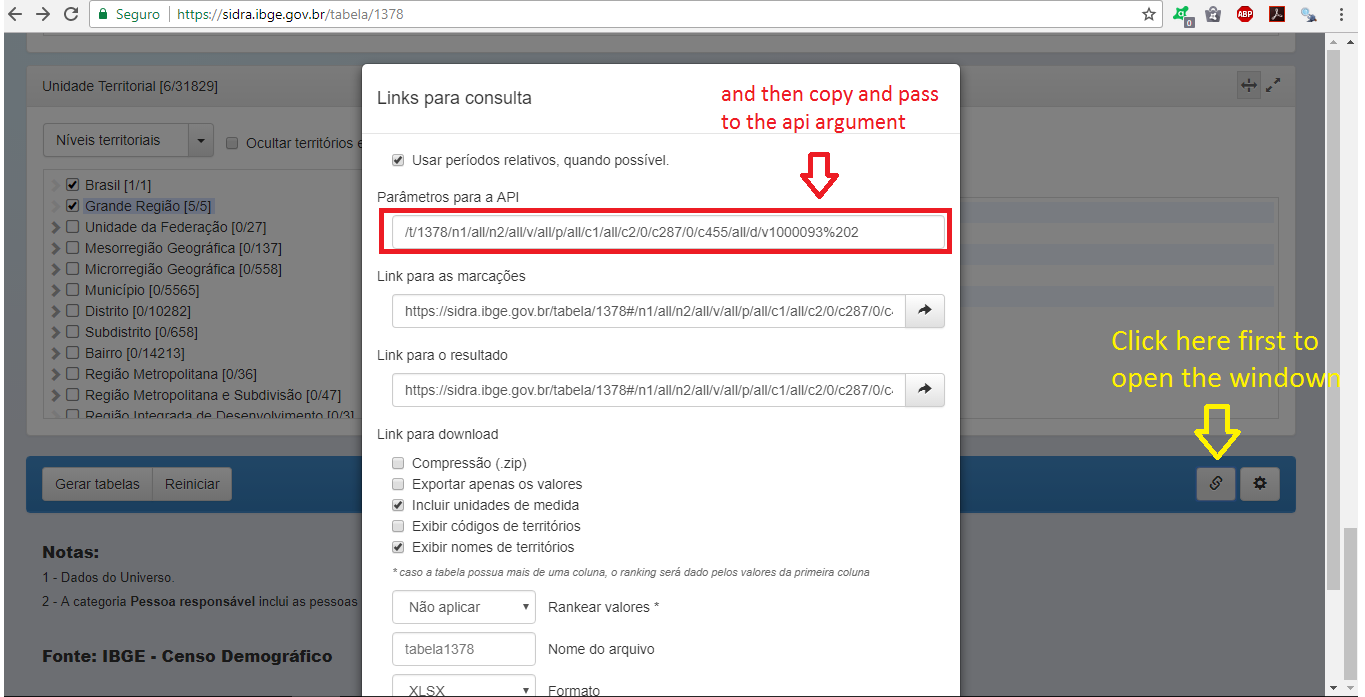 Seguro
https://sidra.ibge.gov.br/tabela/1378
0
ABP
Unidade Territorial [6/31829]
Níveis territoriais
Ocultar territórios e
Brasil [1/1]
Grande Região [5/5]
Unidade da Federação [0/27]
Mesorregião Geográfica [0/137]
Microrregião Geográfica [0/558]
Município [0/5565]
Distrito [0/10282]
Subdistrito [0/658]
Bairro [0/14213]
Região Metropolitana [0/36]
Região Metropolitana e Subdivisão [0/47]
Região Integrada de Desenvolvimento [0/3]
Links para consulta
and then copy and pass
to the api argument
Usar períodos relativos, quando possível.
Parâmetros para a API
/t/1378/n1/all/n2/all/v/all/p/all/c1/all/c2/0/c287/0/c455/all/d/v1000093%202
Link para as marcações
https://sidra.ibge.gov.br/tabela/1378#/n1/all/n2/all/v/all/p/all/c1/all/c2/0/c287/0/c4
Link para o resultado
https://sidra.ibge.gov.br/tabela/1378#/n1/all/n2/all/v/all/p/all/c1/all/c2/0/c287/0/c4
Link para download
Compressão (.zip)
Exportar apenas os valores
Incluir unidades de medida
Exibir códigos de territórios
Exibir nomes de territórios
* caso a tabela possua mais de uma coluna, o ranking será dado pelos valores da primeira coluna
Não aplicar
Rankear valores *
tabela1378
Nome do arquivo
XLSX
Formato
Click here first to
open the windown
Gerar tabelas
Reiniciar
Notas:
1 - Dados do Universo.
2 - A categoria Pessoa responsável inclui as pessoas
Fonte: IBGE - Censo Demográfico